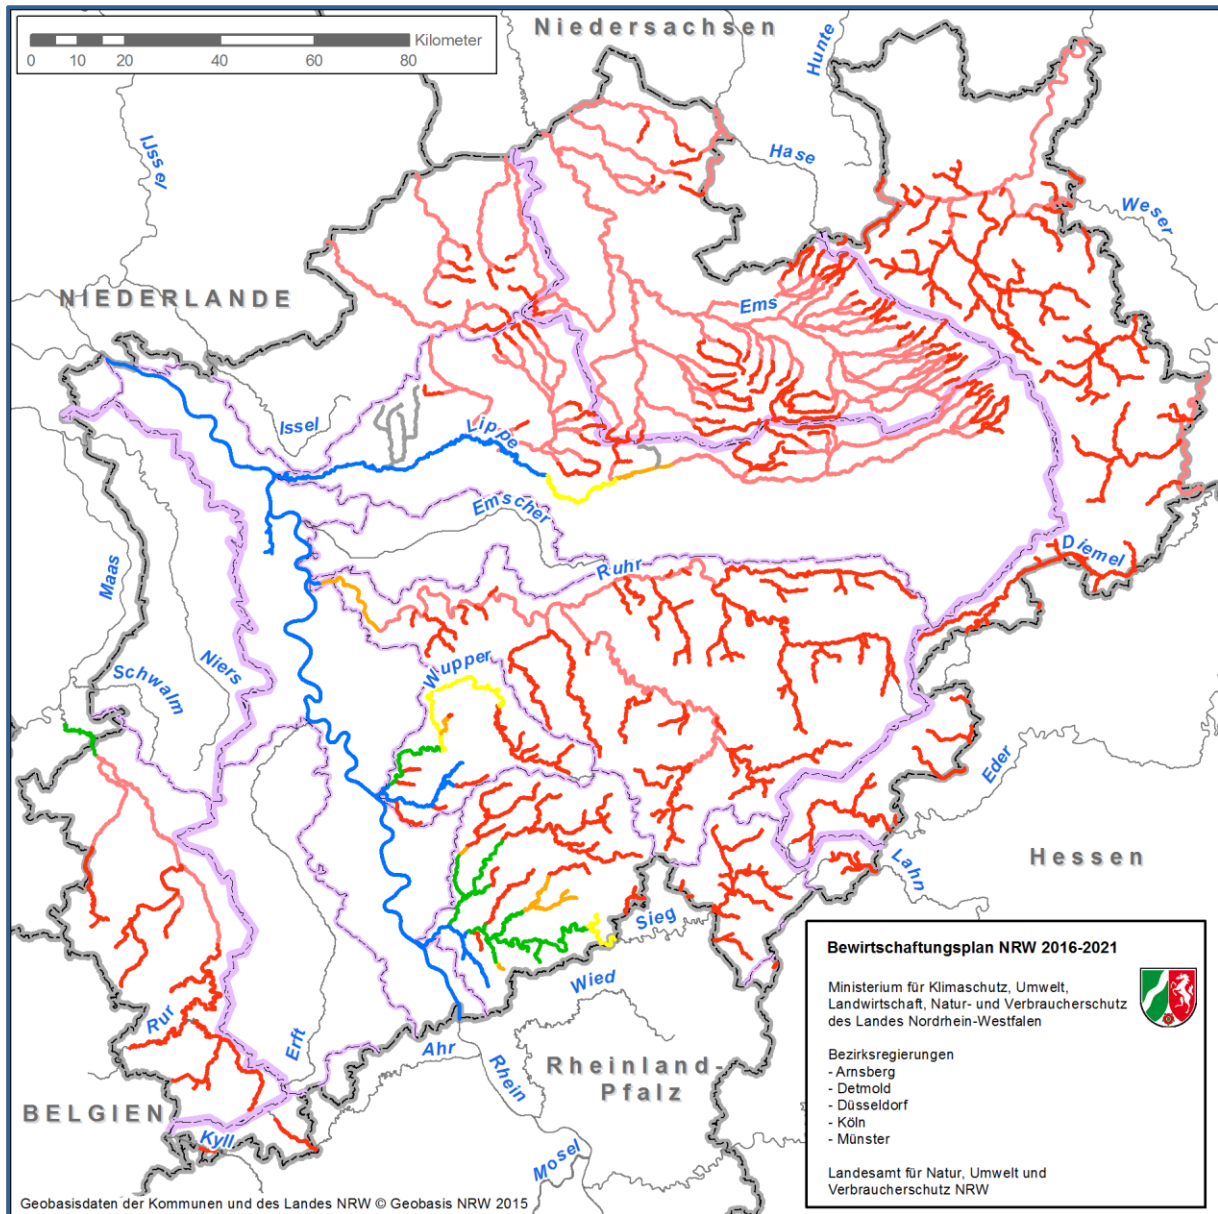 Niedersachsen
Kilometer
0 10 20 40 60 80
Hunte
IJssel
Hase
Weser
NIEDERLANDE
Ems
Issel
Lippe
Emscher
Maas
Ruhr
Diemel
Schwalm
Niers
Wupper
Eder
Lahn
Hessen
Sieg
Wied
Rur
Erft
Ahr
Rhein
Rheinland-
Pfalz
BELGIEN
Kyll
Mosel
Bewirtschaftungsplan NRW 2016-2021
Ministerium für Klimaschutz, Umwelt,
Landwirtschaft, Natur- und Verbraucherschutz
des Landes Nordrhein-Westfalen
Bezirksregierungen
- Arnsberg
- Detmold
- Düsseldorf
- Köln
- Münster
Landesamt für Natur, Umwelt und
Verbraucherschutz NRW
Geobasisdaten der Kommunen und des Landes NRW © Geobasis NRW 2015